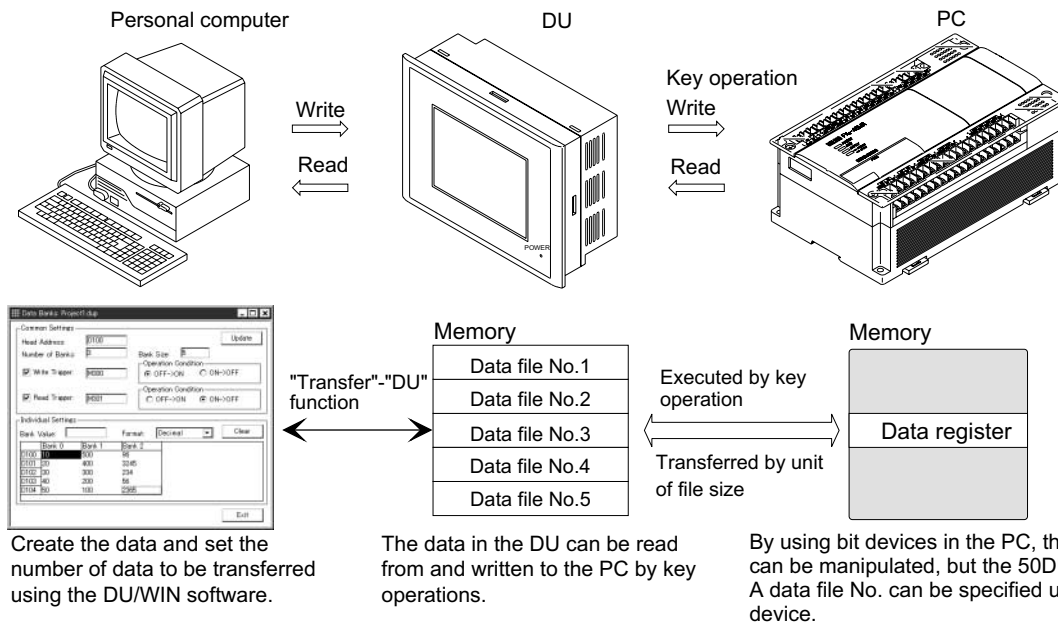 Personal computer
DU
PC
Write
Read
Key operation
Write
Read
POWER
Data Banks: Project1.dup
Common Settings
Head Address: D100
Update
Number of Banks: 3
Bank Size: 5
Write Trigger: M000
Operation Condition
OFF->ON ON->OFF
Read Trigger: M001
Operation Condition
OFF->ON ON->OFF
Individual Settings
Bank Value:
Format: Decimal
Clear
Bank 0 Bank 1 Bank 2
D100 10 500 95
D101 20 400 3245
D102 30 300 234
D103 40 200 56
D104 50 100 2365
Exit
"Transfer"-"DU"
function
Memory
Data file No.1
Data file No.2
Data file No.3
Data file No.4
Data file No.5
Executed by key
operation
Transferred by unit
of file size
Memory
Data register
Create the data and set the
number of data to be transferred
using the DU/WIN software.
The data in the DU can be read
from and written to the PC by key
operations.
By using bit devices in the PC, th
can be manipulated, but the 50D
A data file No. can be specified u
device.